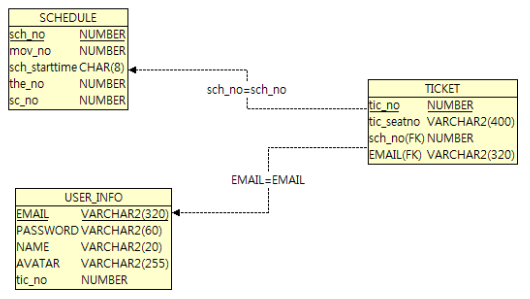 SCHEDULE
sch_no NUMBER
mov_no NUMBER
sch_starttime CHAR(8)
the_no NUMBER
sc_no NUMBER
sch_no=sch_no
TICKET
tic_no NUMBER
tic_seatno VARCHAR2(400)
sch_no(FK) NUMBER
EMAIL(FK) VARCHAR2(320)
EMAIL=EMAIL
USER_INFO
EMAIL VARCHAR2(320)
PASSWORD VARCHAR2(60)
NAME VARCHAR2(20)
AVATAR VARCHAR2(255)
tic_no NUMBER